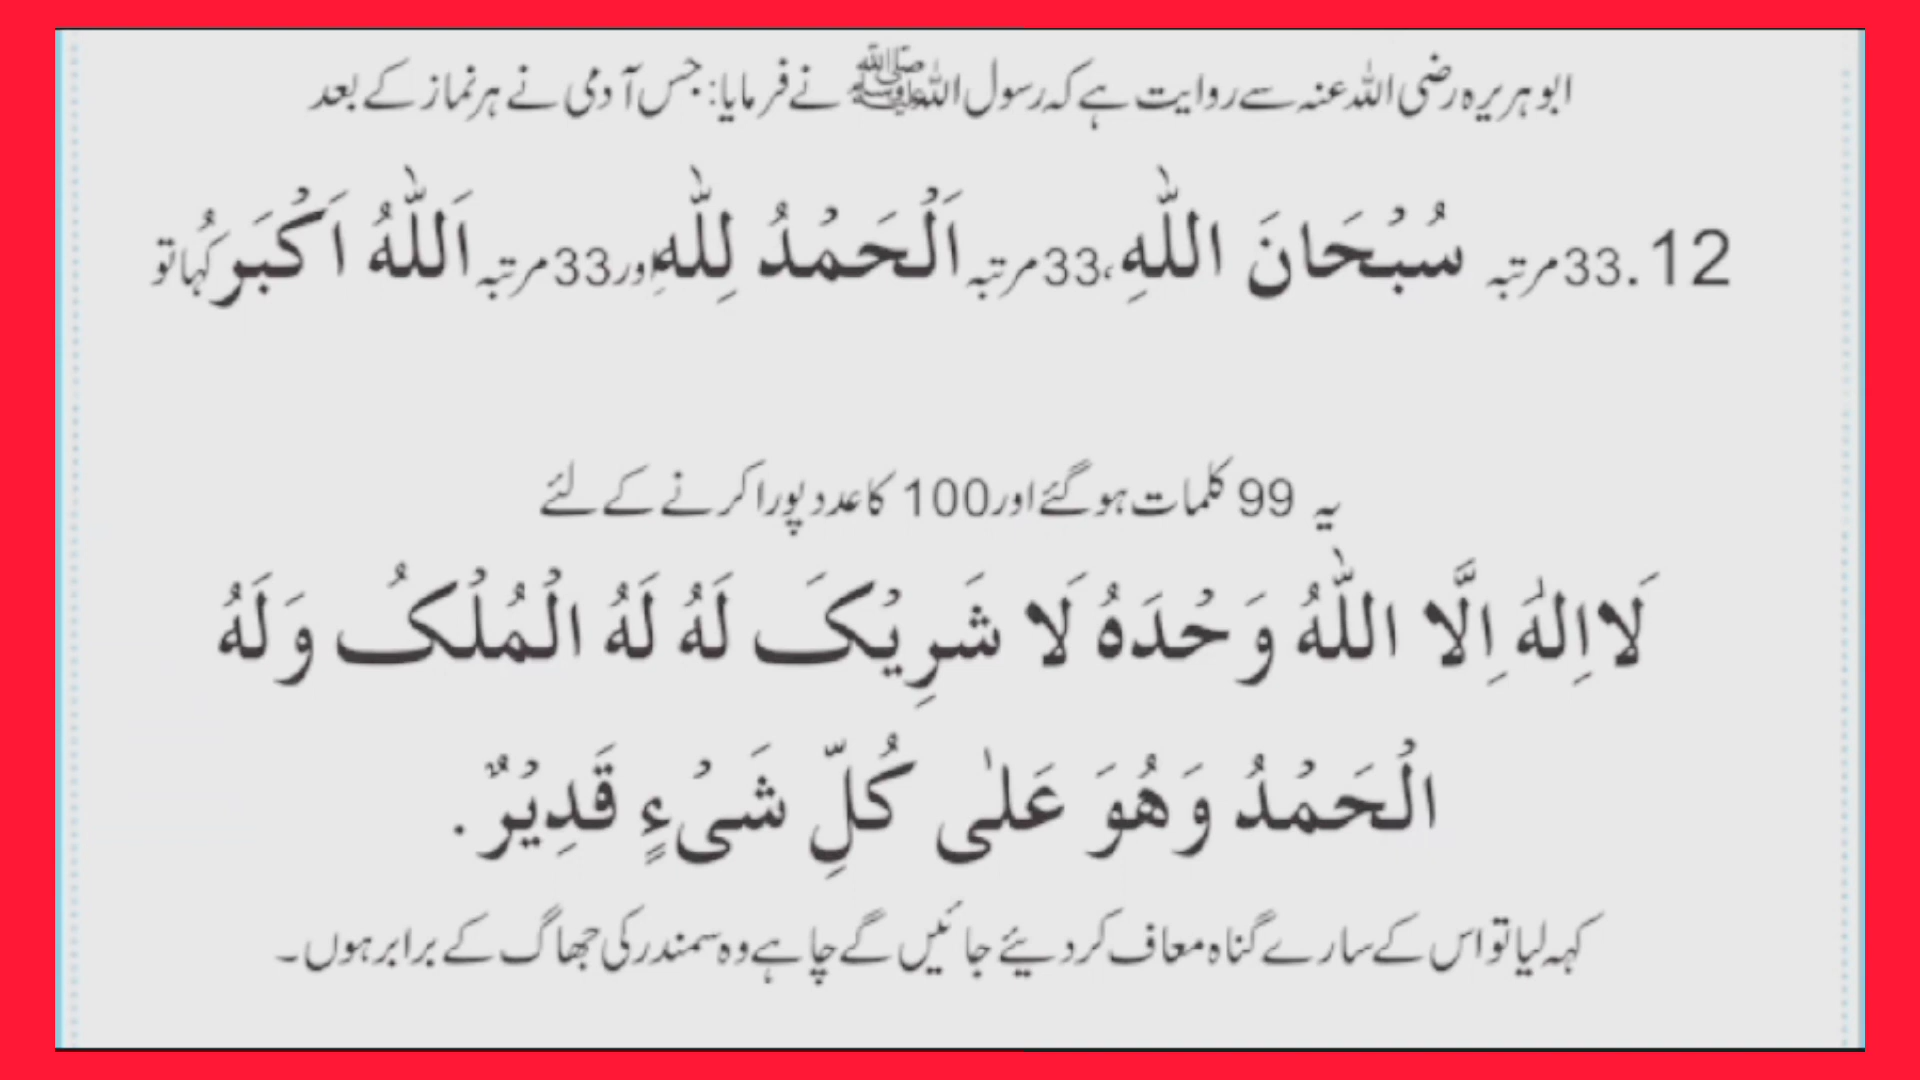 ابو ہریرہ رضی اللہ عنہ سے روایت ہے کہ رسول اللہ ﷺ نے فرمایا: جس آدمی نے ہر نماز کے بعد
12. 33 مرتبہ سُبْحَانَ اللّٰهِ، 33 مرتبہ اَلْحَمْدُ لِلّٰهِ اور 33 مرتبہ اَللّٰهُ اَكْبَرُ کہا تو
یہ 99 کلمات ہو گئے اور 100 کا عدد پورا کرنے کے لئے
لَا اِلٰهَ اِلَّا اللّٰهُ وَحْدَهُ لَا شَرِيْکَ لَهُ لَهُ الْمُلْکُ وَلَهُ
الْحَمْدُ وَهُوَ عَلٰی کُلِّ شَیْءٍ قَدِيْرٌ.
کہہ لیا تو اس کے سارے گناہ معاف کر دیئے جائیں گے چاہے وہ سمندر کی جھاگ کے برابر ہوں۔